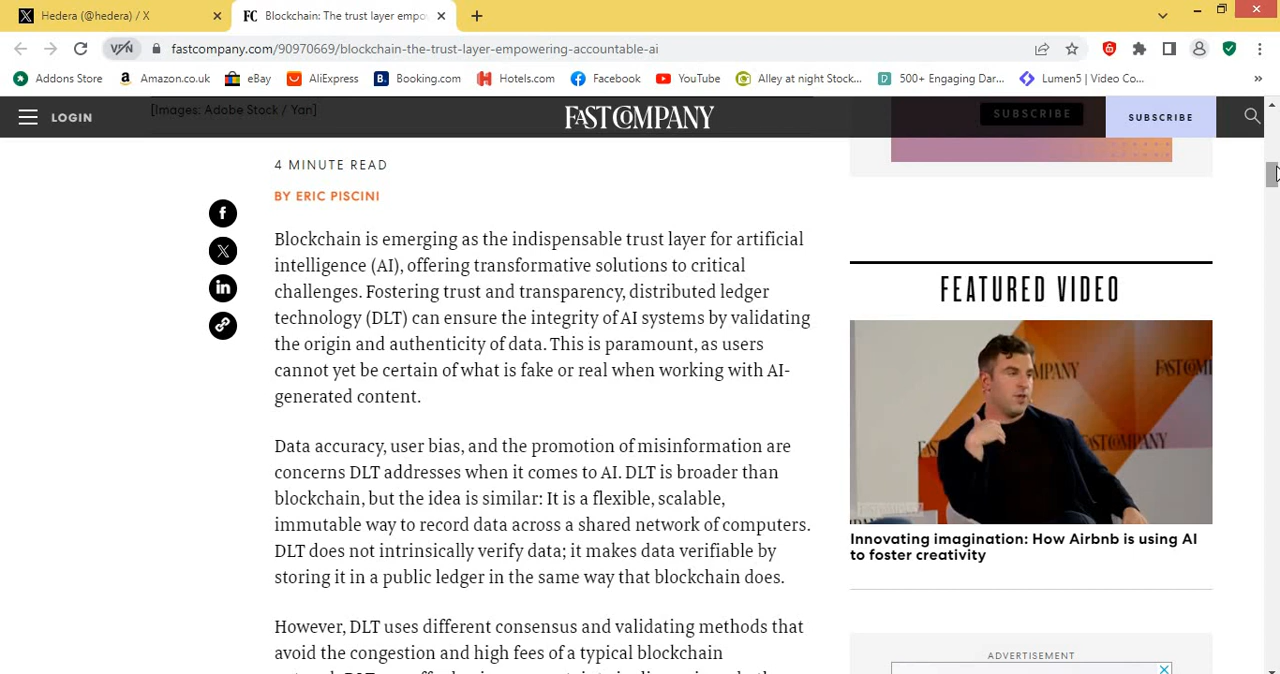 Hedera (@hedera) / X
Blockchain: The trust layer empo
fastcompany.com/90970669/blockchain-the-trust-layer-empowering-accountable-ai
VPN
Addons Store
Amazon.co.uk
eBay
AliExpress
Booking.com
Hotels.com
Facebook
YouTube
Alley at night Stock...
500+ Engaging Dar...
Lumen5 | Video Co...
»
[Images: Adobe Stock / Yan]
LOGIN
FAST COMPANY
SUBSCRIBE
SUBSCRIBE
4 MINUTE READ
BY ERIC PISCINI
Blockchain is emerging as the indispensable trust layer for artificial
intelligence (AI), offering transformative solutions to critical
challenges. Fostering trust and transparency, distributed ledger
technology (DLT) can ensure the integrity of AI systems by validating
the origin and authenticity of data. This is paramount, as users
cannot yet be certain of what is fake or real when working with AI-
generated content.
Data accuracy, user bias, and the promotion of misinformation are
concerns DLT addresses when it comes to AI. DLT is broader than
blockchain, but the idea is similar: It is a flexible, scalable,
immutable way to record data across a shared network of computers.
DLT does not intrinsically verify data; it makes data verifiable by
storing it in a public ledger in the same way that blockchain does.
However, DLT uses different consensus and validating methods that
avoid the congestion and high fees of a typical blockchain
FEATURED VIDEO
Innovating imagination: How Airbnb is using AI
to foster creativity
ADVERTISEMENT